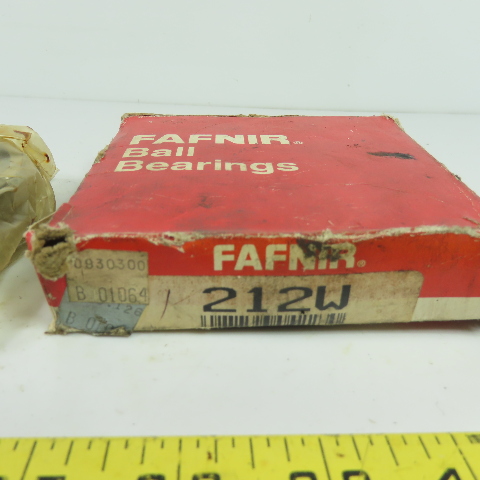 FAFNIR®
Ball
Bearings
FAFNIR®
0830300
B 01064
212W